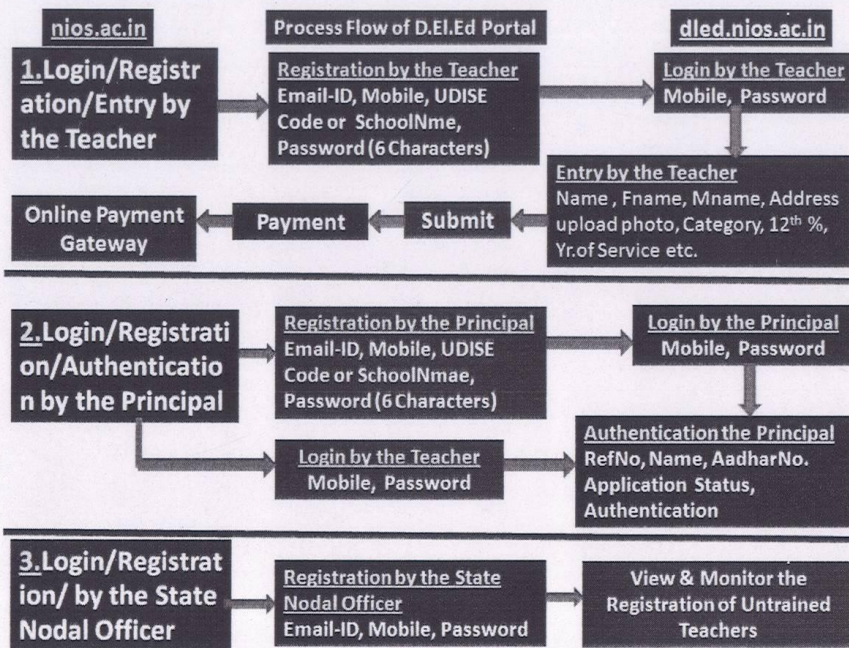 nios.ac.in
Process Flow of D.El.Ed Portal
dled.nios.ac.in
1.Login/Registr
ation/Entry by
the Teacher
Registration by the Teacher
Email-ID, Mobile, UDISE
Code or SchoolNme,
Password (6 Characters)
Login by the Teacher
Mobile, Password
Entry by the Teacher
Name , Fname, Mname, Address
upload photo, Category, 12th %,
Yr.of Service etc.
Submit
Payment
Online Payment
Gateway
2.Login/Registrati
on/Authenticatio
n by the Principal
Registration by the Principal
Email-ID, Mobile, UDISE
Code or SchoolNmae,
Password (6 Characters)
Login by the Principal
Mobile, Password
Login by the Teacher
Mobile, Password
Authentication the Principal
RefNo, Name, AadharNo.
Application Status,
Authentication
3.Login/Registrat
ion/ by the State
Nodal Officer
Registration by the State
Nodal Officer
Email-ID, Mobile, Password
View & Monitor the
Registration of Untrained
Teachers